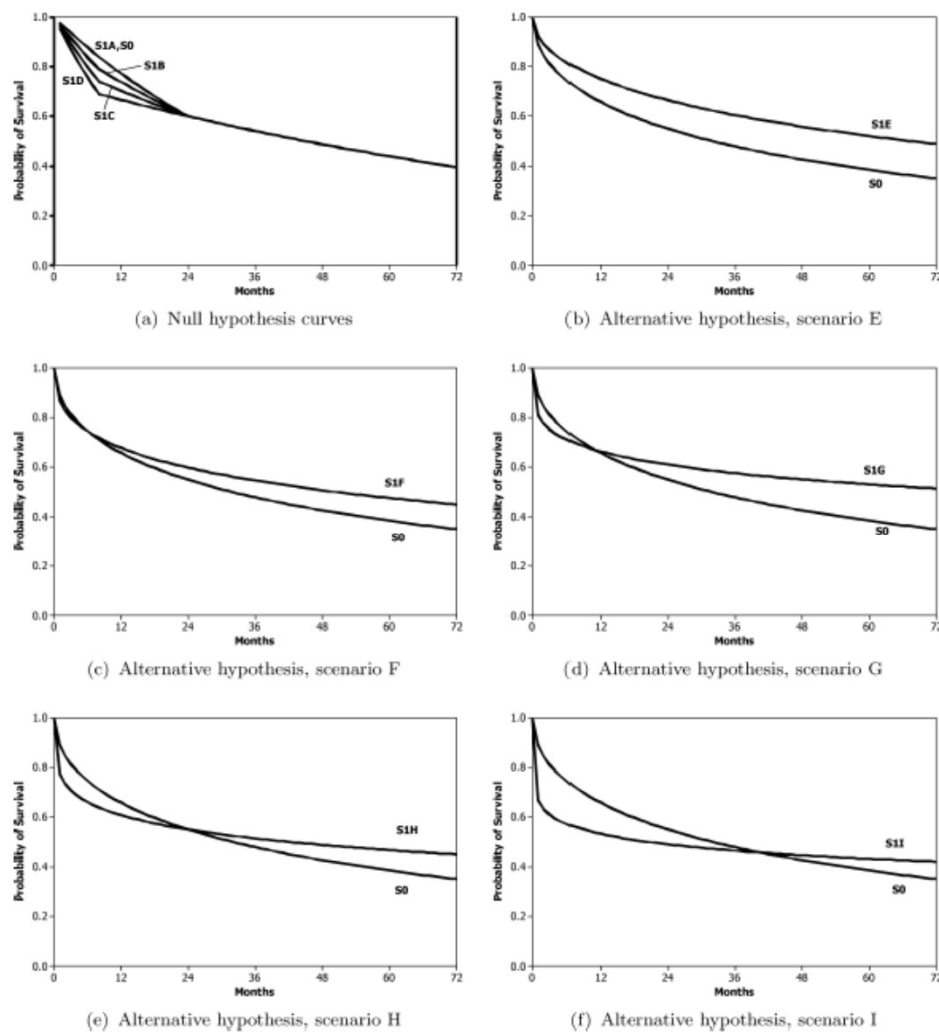 1.0 1.0
S1A,S0
0.8 0.8
S1B
S1D
S1C
S1E
0.6 0.6
0.4 0.4
S0
0.2 0.2
0.0 0.0
0 12 24 36 48 60 72 0 12 24 36 48 60 72
Probability of Survival Probability of Survival
Months Months
(a) Null hypothesis curves (b) Alternative hypothesis, scenario E
1.0 1.0
0.8 0.8
0.6 0.6
S1F S1G
0.4 0.4
S0 S0
0.2 0.2
0.0 0.0
0 12 24 36 48 60 72 0 12 24 36 48 60 72
Probability of Survival Probability of Survival
Months Months
(c) Alternative hypothesis, scenario F (d) Alternative hypothesis, scenario G
1.0 1.0
0.8 0.8
0.6 0.6
S1H S1I
0.4 0.4
S0 S0
0.2 0.2
0.0 0.0
0 12 24 36 48 60 72 0 12 24 36 48 60 72
Probability of Survival Probability of Survival
Months Months
(e) Alternative hypothesis, scenario H (f) Alternative hypothesis, scenario I